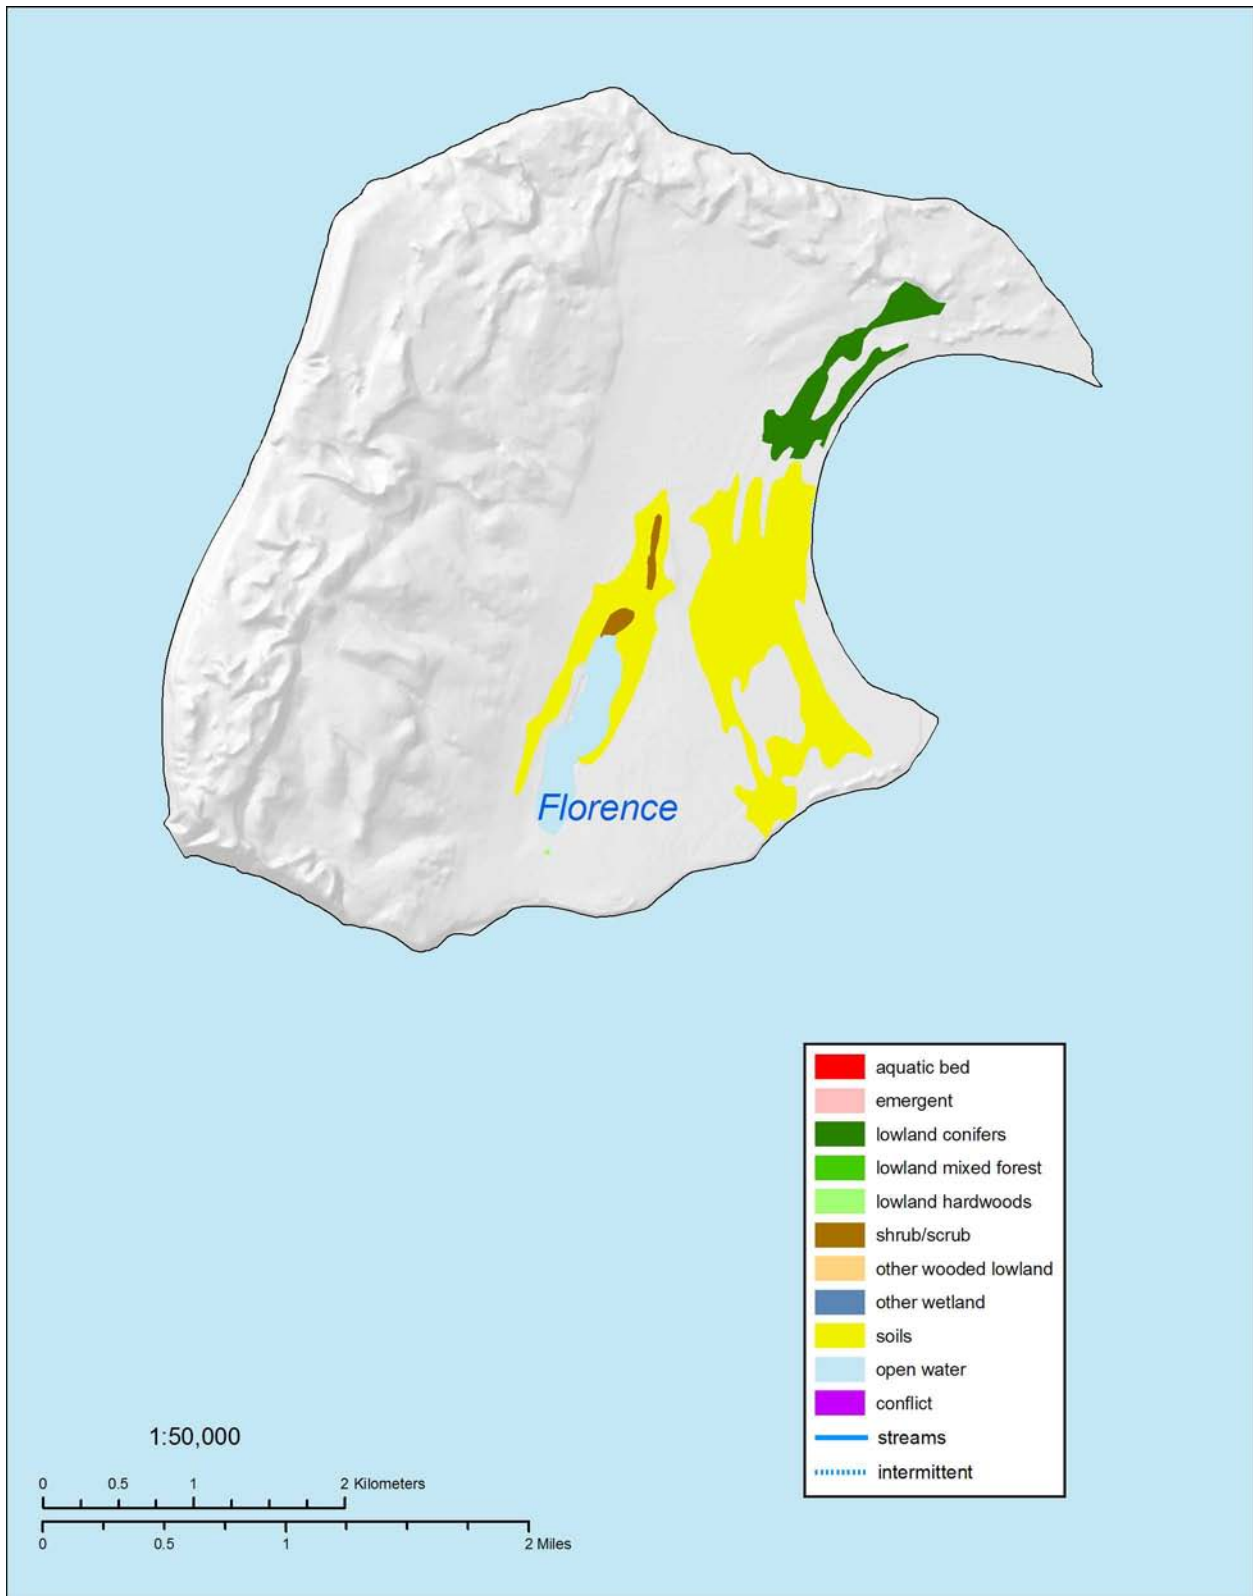 Florence
aquatic bed
emergent
lowland conifers
lowland mixed forest
lowland hardwoods
shrub/scrub
other wooded lowland
other wetland
soils
open water
conflict
streams
intermittent
1:50,000
0 0.5 1 2 Kilometers
0 0.5 1 2 Miles